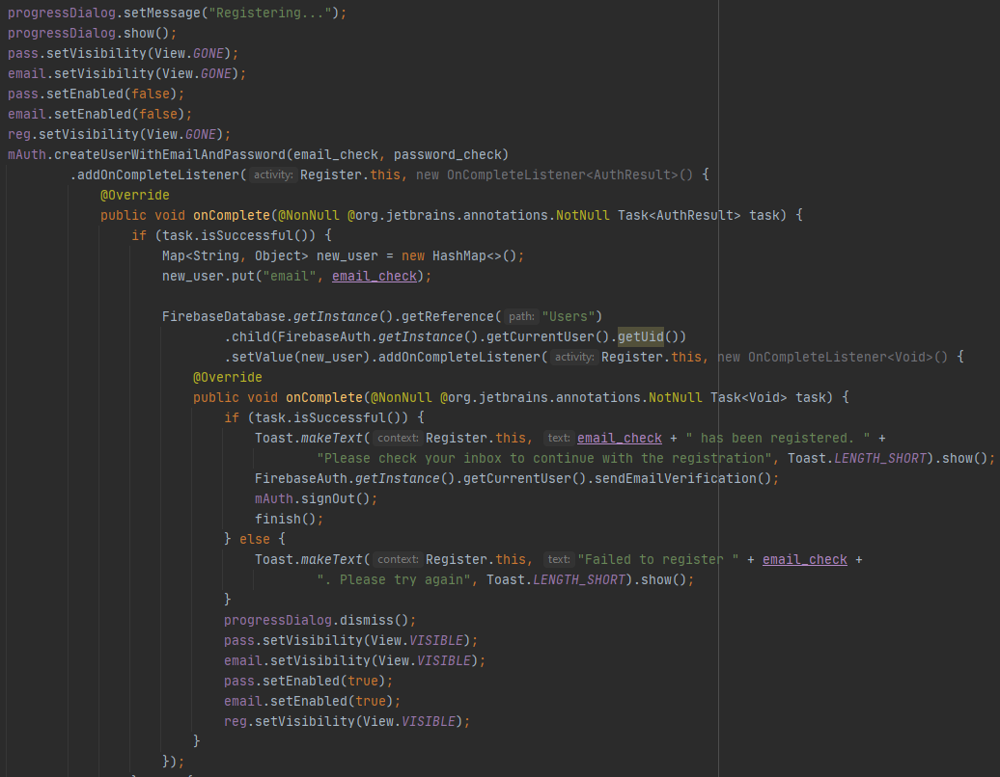 progressDialog.setMessage("Registering...");
progressDialog.show();
pass.setVisibility(View.GONE);
email.setVisibility(View.GONE);
pass.setEnabled(false);
email.setEnabled(false);
reg.setVisibility(View.GONE);
mAuth.createUserWithEmailAndPassword(email_check, password_check)
        .addOnCompleteListener( activity: Register.this, new OnCompleteListener<AuthResult>() {
            @Override
            public void onComplete(@NonNull @org.jetbrains.annotations.NotNull Task<AuthResult> task) {
                if (task.isSuccessful()) {
                    Map<String, Object> new_user = new HashMap<>();
                    new_user.put("email", email_check);
                    FirebaseDatabase.getInstance().getReference( path: "Users")
                            .child(FirebaseAuth.getInstance().getCurrentUser().getUid())
                            .setValue(new_user).addOnCompleteListener( activity: Register.this, new OnCompleteListener<Void>() {
                        @Override
                        public void onComplete(@NonNull @org.jetbrains.annotations.NotNull Task<Void> task) {
                            if (task.isSuccessful()) {
                                Toast.makeText( context: Register.this, text: email_check + " has been registered. " +
                                        "Please check your inbox to continue with the registration", Toast.LENGTH_SHORT).show();
                                FirebaseAuth.getInstance().getCurrentUser().sendEmailVerification();
                                mAuth.signOut();
                                finish();
                            } else {
                                Toast.makeText( context: Register.this, text: "Failed to register " + email_check +
                                        ". Please try again", Toast.LENGTH_SHORT).show();
                            }
                            progressDialog.dismiss();
                            pass.setVisibility(View.VISIBLE);
                            email.setVisibility(View.VISIBLE);
                            pass.setEnabled(true);
                            email.setEnabled(true);
                            reg.setVisibility(View.VISIBLE);
                        }
                    });